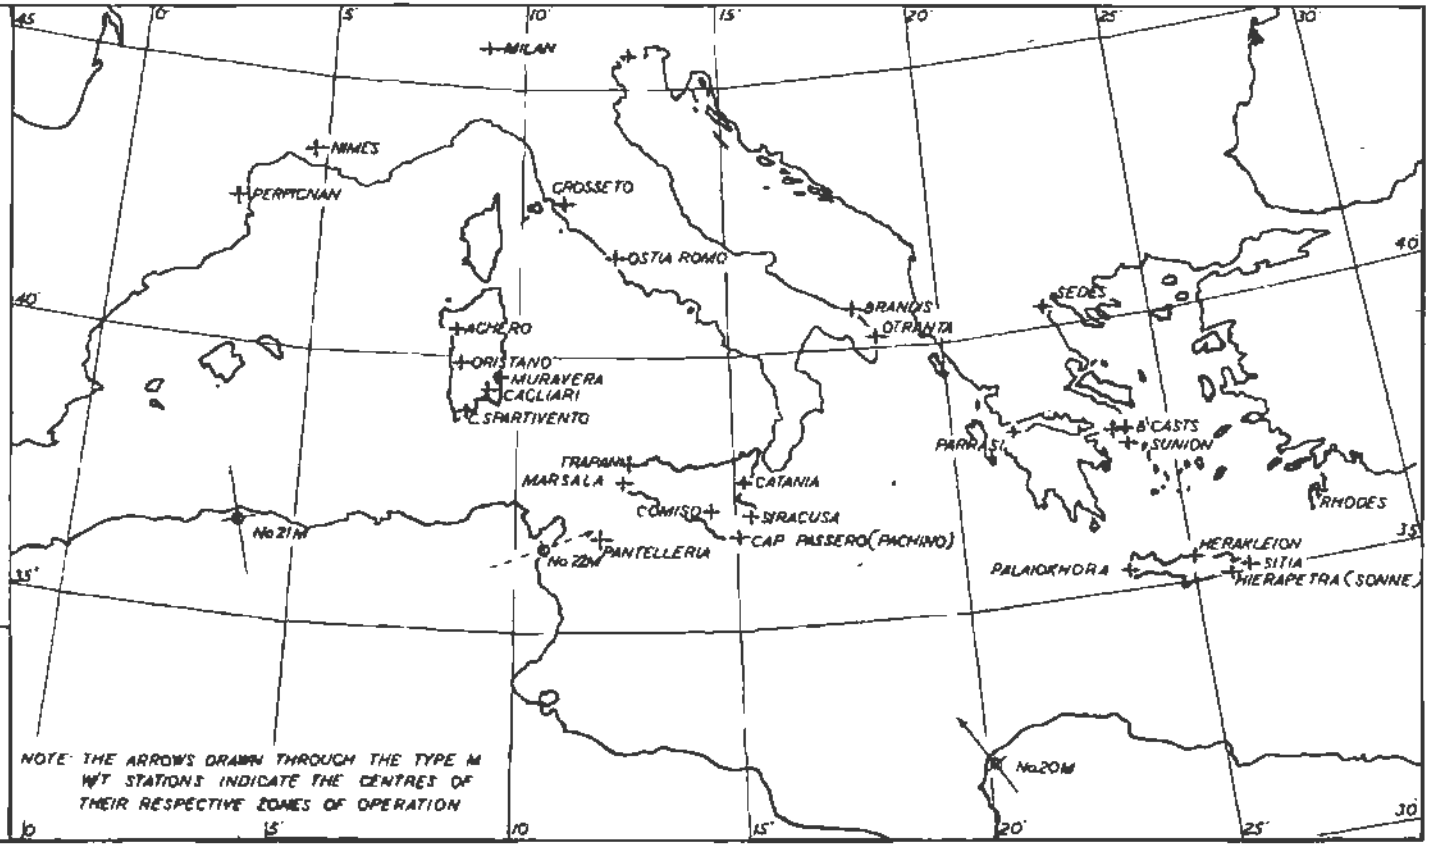 45° 0° 5° 10° 15° 20° 25° 30°
MILAN
NIMES
PERPIGNAN
GROSSETO
OSTIA ROMO
40°
40°
SEDES
BRANDIS
OTRANTA
AGHERO
ORISTANO
MURAVERA
CAGLIARI
C. SPARTIVENTO
B'CASTS
PARRASI
SUNION
TRAPANI
MARSALA
CATANIA
RHODES
COMISO
SYRACUSA
No 21M
35°
CAP PASSERO (PACHINO)
HERAKLEION
PANTELLERIA
No. 22M
SITIA
PALAIOKHORA
HIERAPETRA (SONNE)
35°
No. 20M
NOTE: THE ARROWS DRAWN THROUGH THE TYPE M
W/T STATIONS INDICATE THE CENTRES OF
THEIR RESPECTIVE ZONES OF OPERATION
30°
0 5° 10 15° 20° 25°